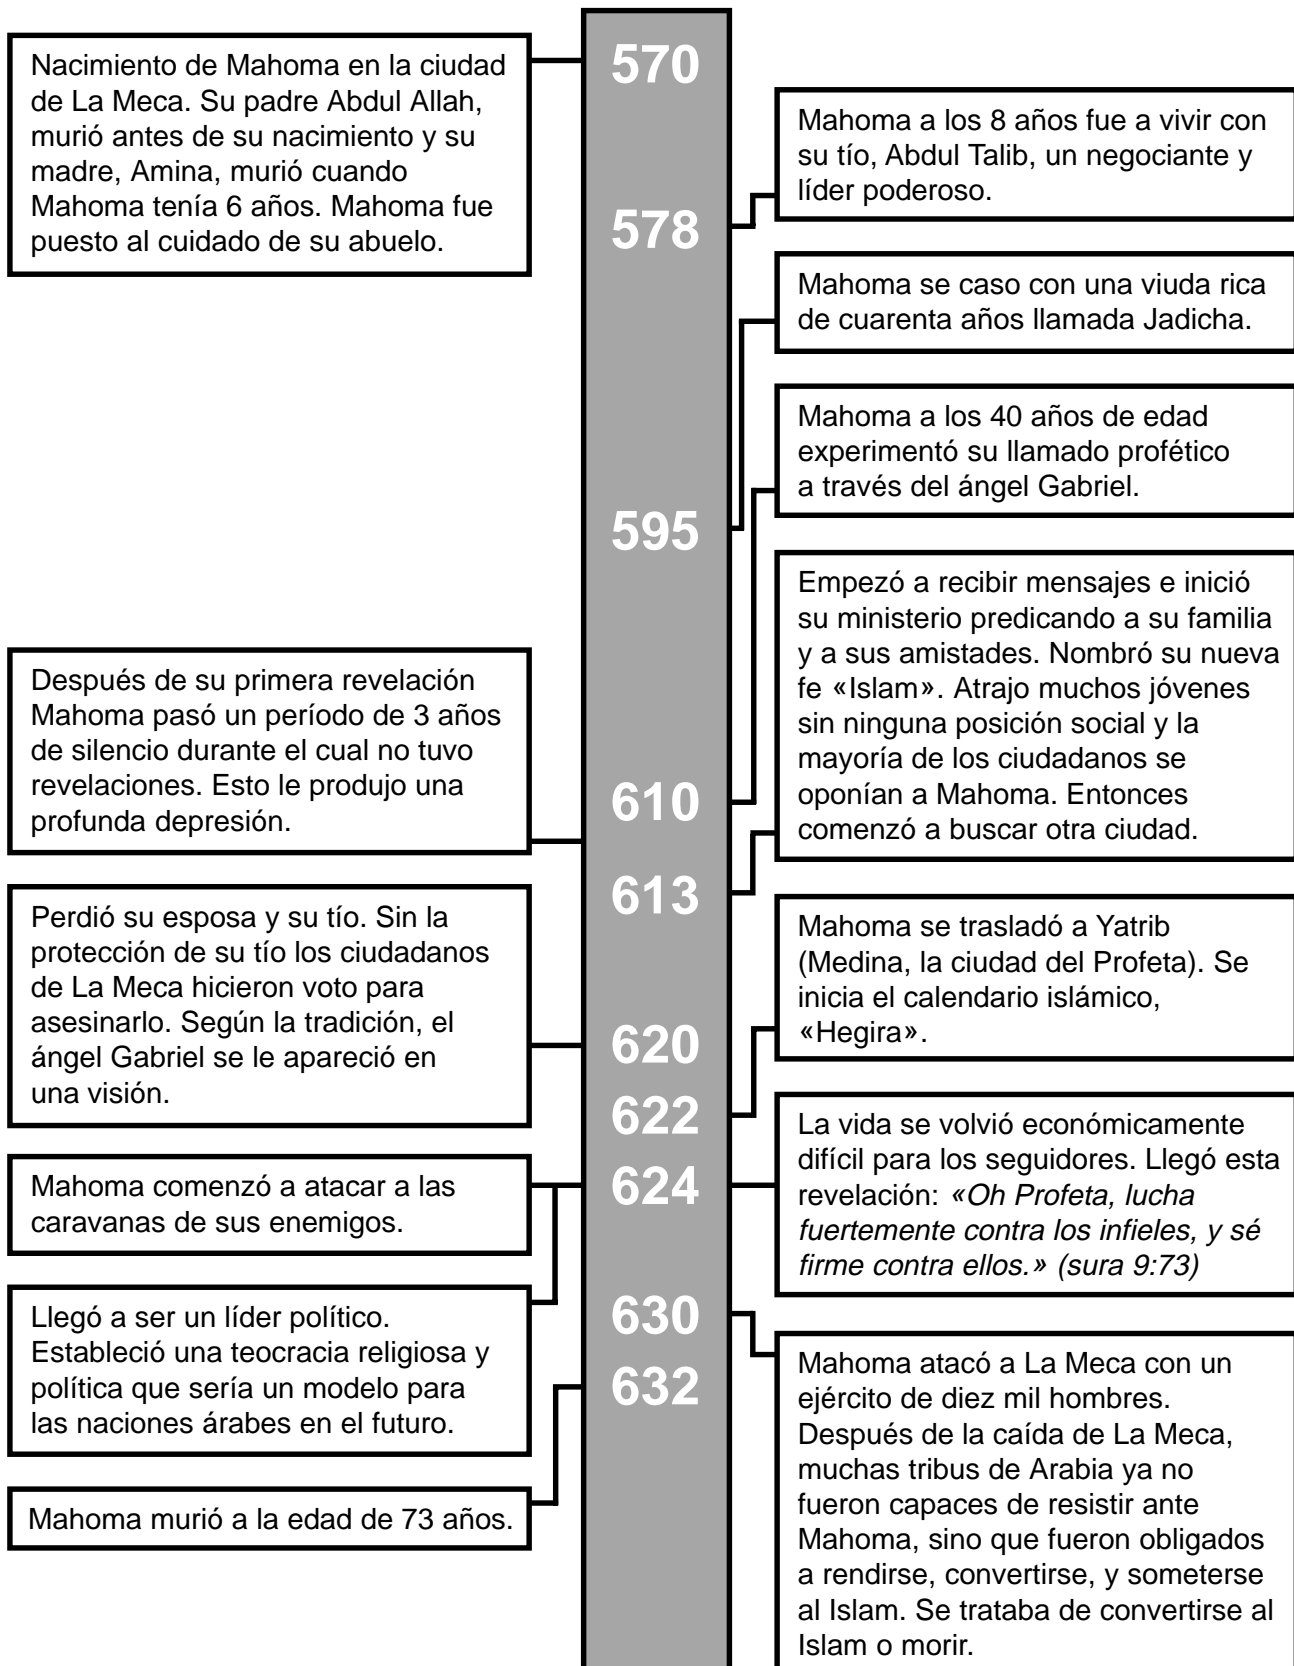 570
Nacimiento de Mahoma en la ciudad
de La Meca. Su padre Abdul Allah,
murió antes de su nacimiento y su
madre, Amina, murió cuando
Mahoma tenía 6 años. Mahoma fue
puesto al cuidado de su abuelo.
578
Mahoma a los 8 años fue a vivir con
su tío, Abdul Talib, un negociante y
líder poderoso.
595
Mahoma se caso con una viuda rica
de cuarenta años llamada Jadicha.
610
Mahoma a los 40 años de edad
experimentó su llamado profético
a través del ángel Gabriel.
Después de su primera revelación
Mahoma pasó un período de 3 años
de silencio durante el cual no tuvo
revelaciones. Esto le produjo una
profunda depresión.
613
Empezó a recibir mensajes e inició
su ministerio predicando a su familia
y a sus amistades. Nombró su nueva
fe «Islam». Atrajo muchos jóvenes
sin ninguna posición social y la
mayoría de los ciudadanos se
oponían a Mahoma. Entonces
comenzó a buscar otra ciudad.
620
Perdió su esposa y su tío. Sin la
protección de su tío los ciudadanos
de La Meca hicieron voto para
asesinarlo. Según la tradición, el
ángel Gabriel se le apareció en
una visión.
622
Mahoma se trasladó a Yatrib
(Medina, la ciudad del Profeta). Se
inicia el calendario islámico,
«Hegira».
624
Mahoma comenzó a atacar a las
caravanas de sus enemigos.
La vida se volvió económicamente
difícil para los seguidores. Llegó esta
revelación: «Oh Profeta, lucha
fuertemente contra los infieles, y sé
firme contra ellos.» (sura 9:73)
Llegó a ser un líder político.
Estableció una teocracia religiosa y
política que sería un modelo para
las naciones árabes en el futuro.
630
Mahoma atacó a La Meca con un
ejército de diez mil hombres.
Después de la caída de La Meca,
muchas tribus de Arabia ya no
fueron capaces de resistir ante
Mahoma, sino que fueron obligados
a rendirse, convertirse, y someterse
al Islam. Se trataba de convertirse al
Islam o morir.
632
Mahoma murió a la edad de 73 años.